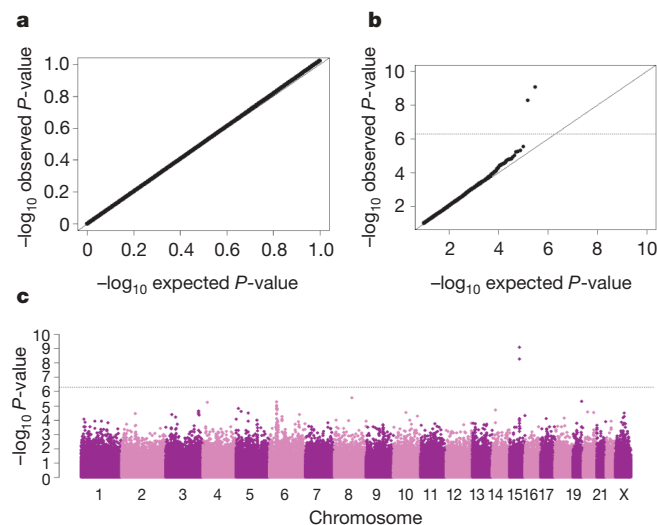 a
−log10 observed P-value
1.0
0.8
0.6
0.4
0.2
0
0 0.2 0.4 0.6 0.8 1.0
−log10 expected P-value
b
−log10 observed P-value
10
8
6
4
2
2 4 6 8 10
−log10 expected P-value
c
−log10 P-value
10
9
8
7
6
5
4
3
2
1
0
1 2 3 4 5 6 7 8 9 10 11 12 13 14 15 16 17 19 21 X
Chromosome